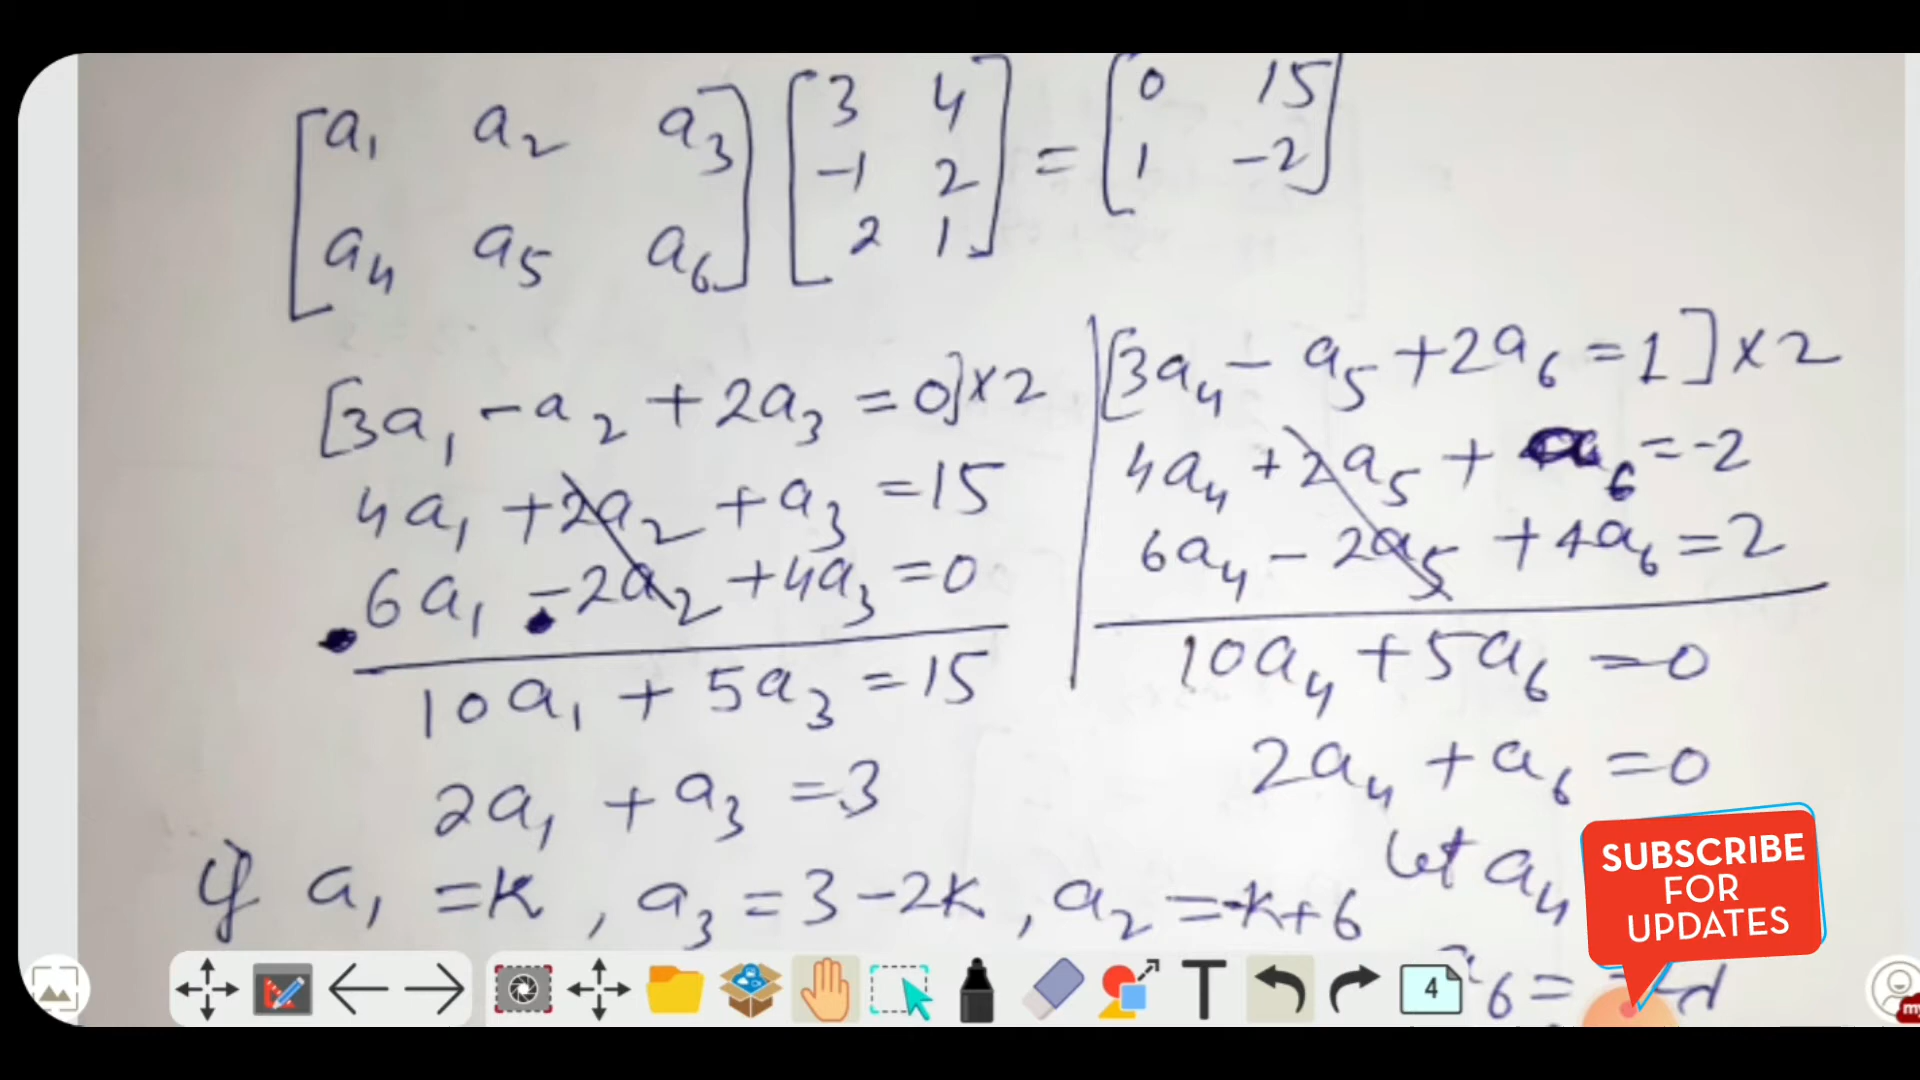 [a₁ a₂ a₃] [3 4] = [0 15]
[a₄ a₅ a₆] [-1 2] [1 -2]
[2 1]
[3a₁ - a₂ + 2a₃ = 0] × 2
4a₁ + 2a₂ + a₃ = 15
6a₁ - 2a₂ + 4a₃ = 0
10a₁ + 5a₃ = 15
2a₁ + a₃ = 3
if a₁ = k, a₃ = 3 - 2k, a₂ = -k + 6
[3a₄ - a₅ + 2a₆ = 1] × 2
4a₄ + 2a₅ + a₆ = -2
6a₄ - 2a₅ + 4a₆ = 2
10a₄ + 5a₆ = 0
2a₄ + a₆ = 0
let a₄
SUBSCRIBE
FOR
UPDATES
T
4